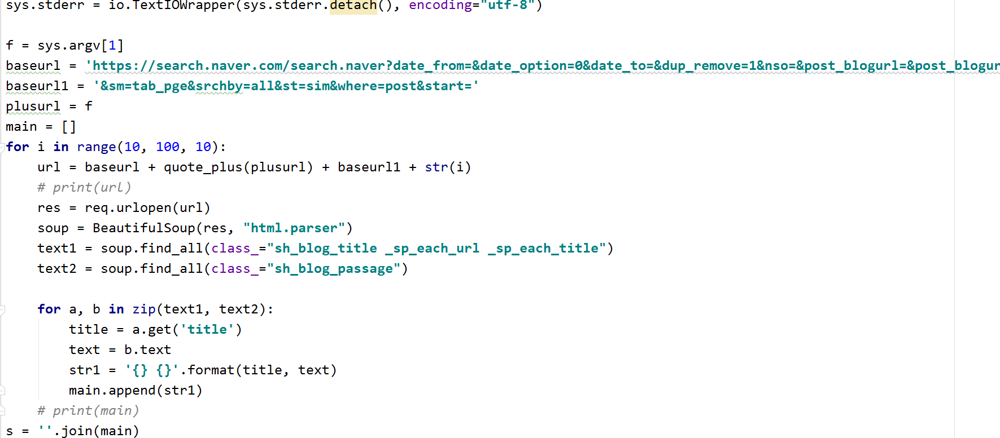 sys.stderr = io.TextIOWrapper(sys.stderr.detach(), encoding="utf-8")
f = sys.argv[1]
baseurl = 'https://search.naver.com/search.naver?date_from=&date_option=0&date_to=&dup_remove=1&nso=&post_blogurl=&post_blogur
baseurl1 = '&sm=tab_pge&srchby=all&st=sim&where=post&start='
plusurl = f
main = []
for i in range(10, 100, 10):
    url = baseurl + quote_plus(plusurl) + baseurl1 + str(i)
    # print(url)
    res = req.urlopen(url)
    soup = BeautifulSoup(res, "html.parser")
    text1 = soup.find_all(class_="sh_blog_title _sp_each_url _sp_each_title")
    text2 = soup.find_all(class_="sh_blog_passage")
    for a, b in zip(text1, text2):
        title = a.get('title')
        text = b.text
        str1 = '{} {}'.format(title, text)
        main.append(str1)
    # print(main)
s = ''.join(main)